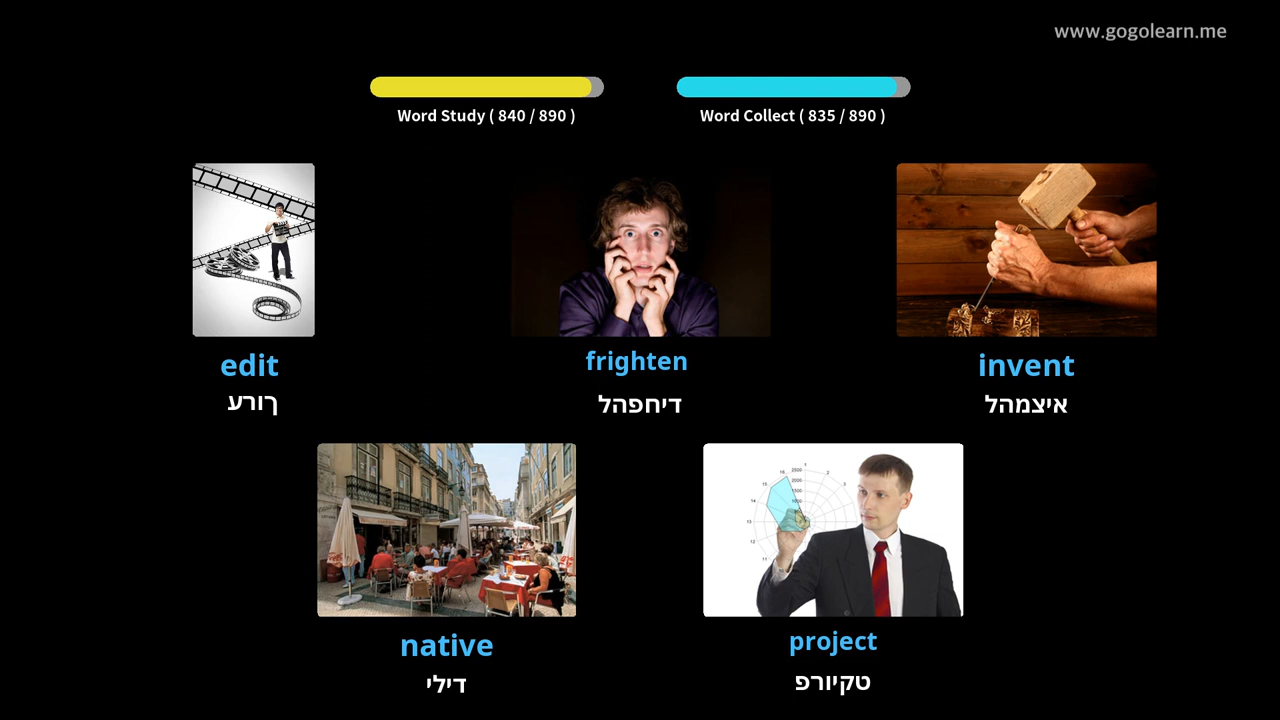 www.gogolearn.me
Word Study ( 840 / 890 )
Word Collect ( 835 / 890 )
edit
ךורע
frighten
דיחפהל
invent
איצמהל
native
דילי
project
טקיורפ